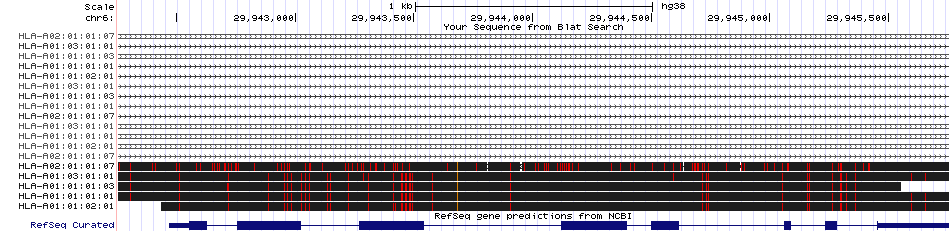 Scale 1 kb hg38
chr6: 29,943,000 29,943,500 29,944,000 29,944,500 29,945,000 29,945,500
Your Sequence from Blat Search
HLA-A02:01:01:07
HLA-A01:03:01:01
HLA-A01:01:01:03
HLA-A01:01:01:01
HLA-A01:01:02:01
HLA-A01:03:01:01
HLA-A01:01:01:03
HLA-A01:01:01:01
HLA-A02:01:01:07
HLA-A01:03:01:01
HLA-A01:01:01:01
HLA-A01:01:02:01
HLA-A02:01:01:07
HLA-A02:01:01:07
HLA-A01:03:01:01
HLA-A01:01:01:03
HLA-A01:01:01:01
HLA-A01:01:02:01
RefSeq gene predictions from NCBI
RefSeq Curated